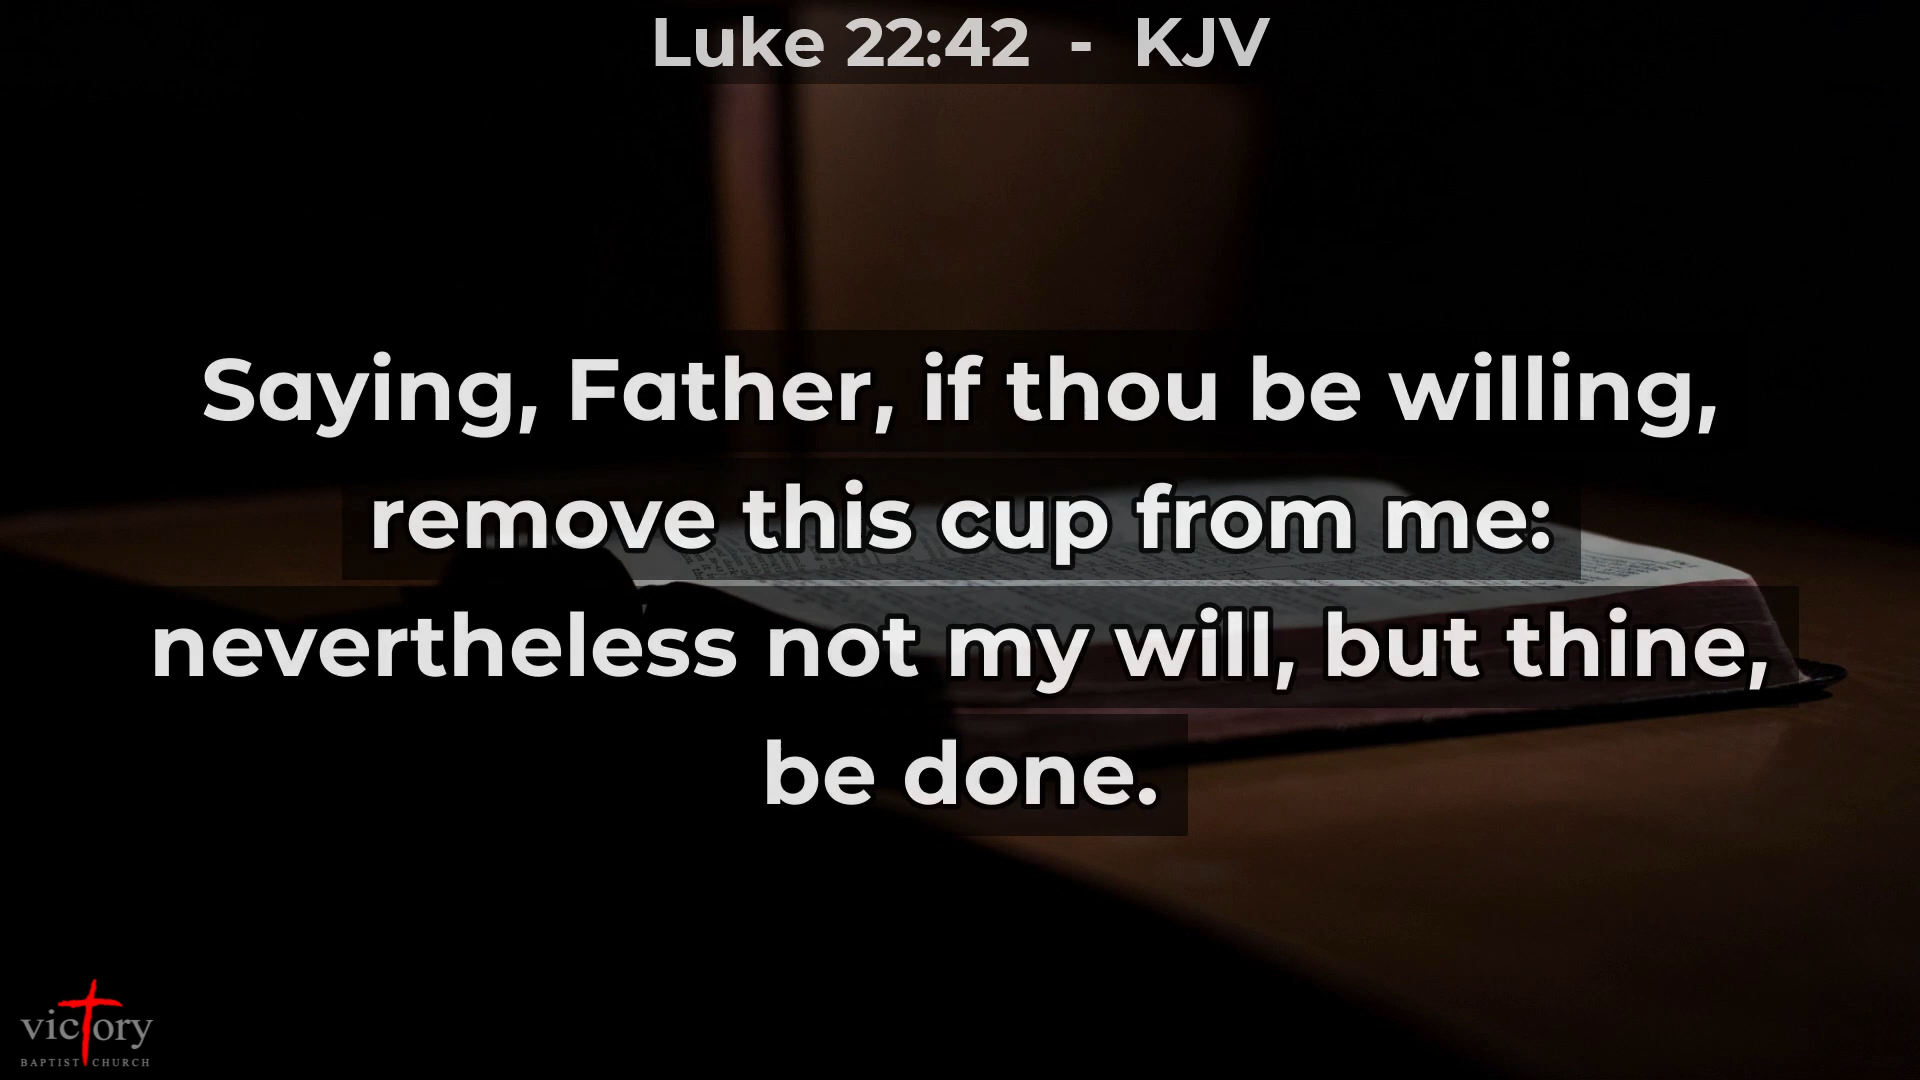 Luke 22:42 - KJV
Saying, Father, if thou be willing,
remove this cup from me:
nevertheless not my will, but thine,
be done.
victory
BAPTIST CHURCH